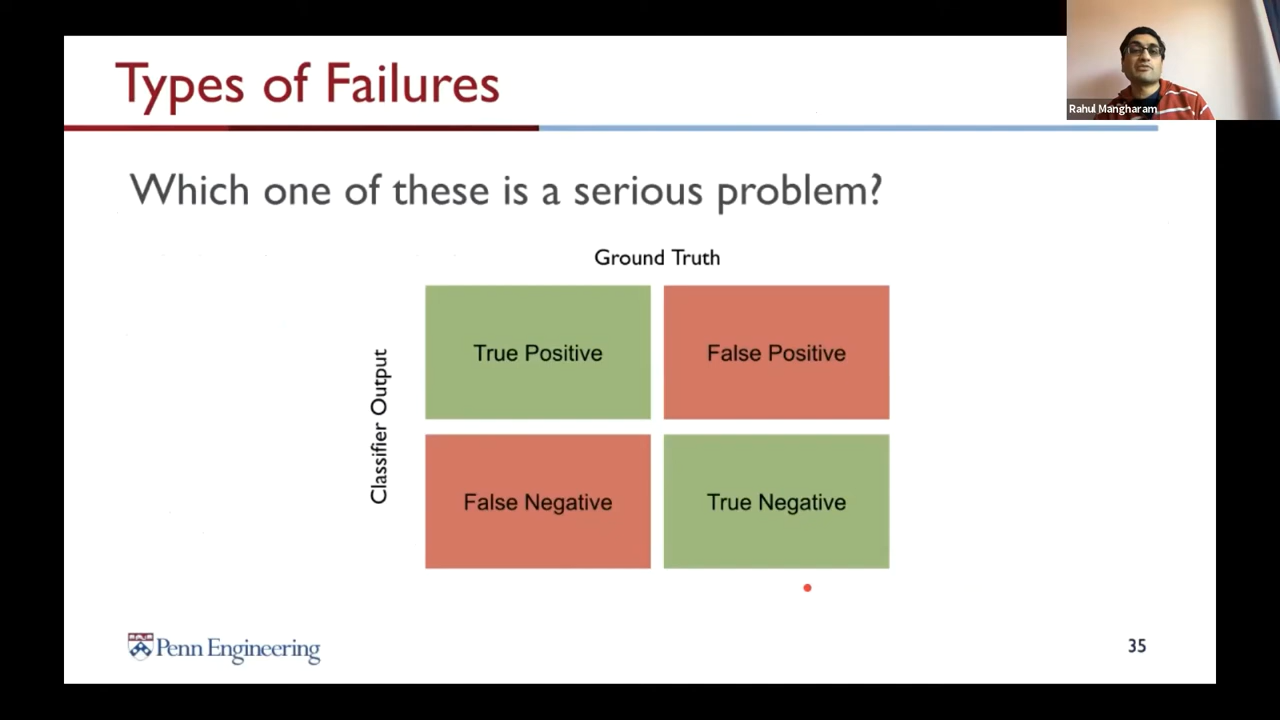 Types of Failures
Rahul Mangharam
Which one of these is a serious problem?
Ground Truth
Classifier Output
True Positive
False Positive
False Negative
True Negative
Penn Engineering
35